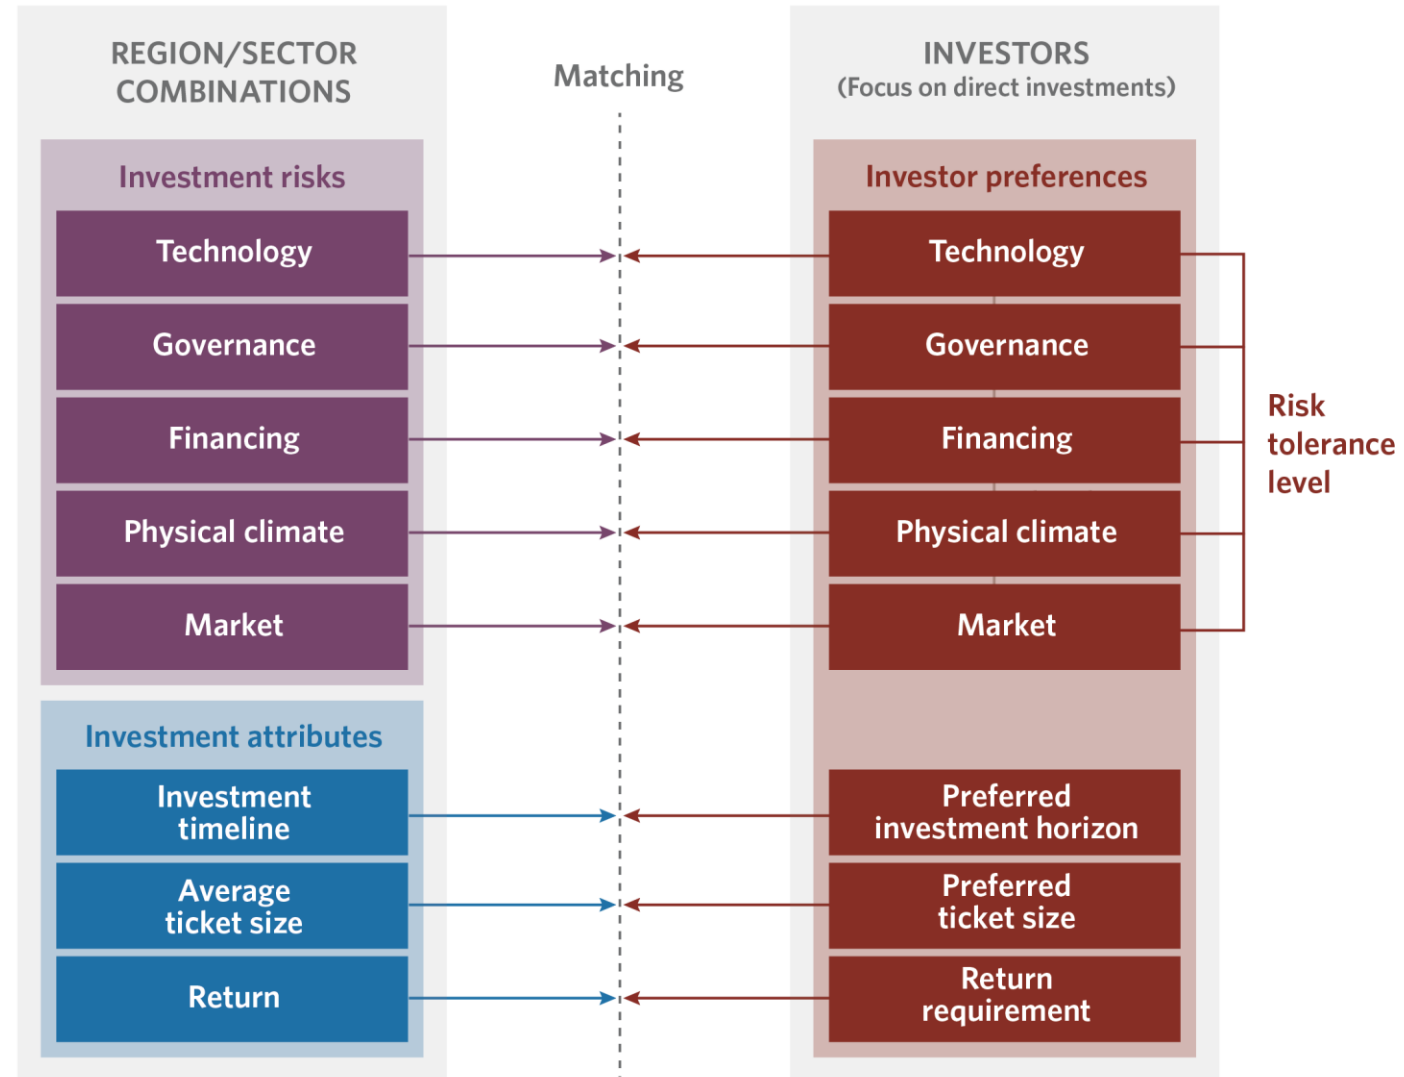 REGION/SECTOR
COMBINATIONS
Matching
INVESTORS
(Focus on direct investments)
Investment risks
Technology
Governance
Financing
Physical climate
Market
Investment attributes
Investment
timeline
Average
ticket size
Return
Investor preferences
Technology
Governance
Financing
Physical climate
Market
Preferred
investment horizon
Preferred
ticket size
Return
requirement
Risk
tolerance
level